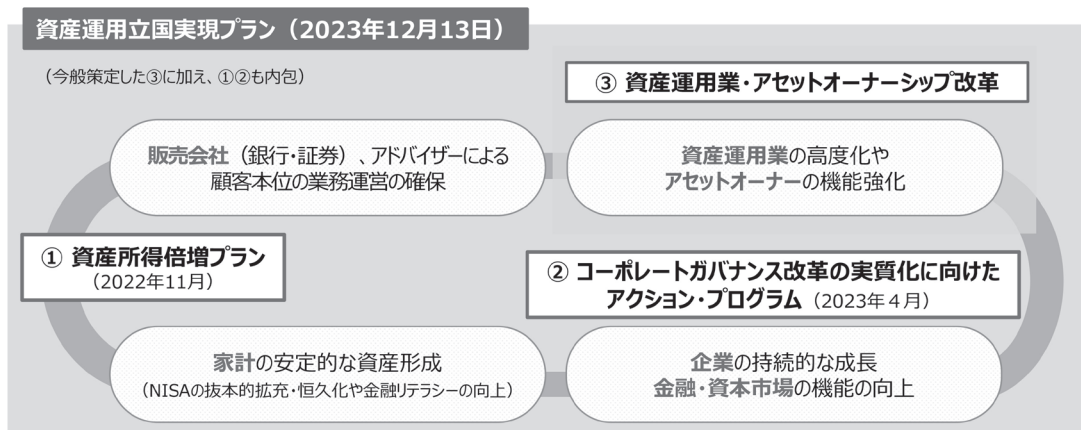 資産運用立国実現プラン（2023年12月13日）
（今般策定した③に加え、①②も内包）
③ 資産運用業・アセットオーナーシップ改革
販売会社（銀行・証券）、アドバイザーによる
顧客本位の業務運営の確保
資産運用業の高度化や
アセットオーナーの機能強化
① 資産所得倍増プラン
（2022年11月）
② コーポレートガバナンス改革の実質化に向けた
アクション・プログラム（2023年４月）
家計の安定的な資産形成
（NISAの抜本的拡充・恒久化や金融リテラシーの向上）
企業の持続的な成長
金融・資本市場の機能の向上